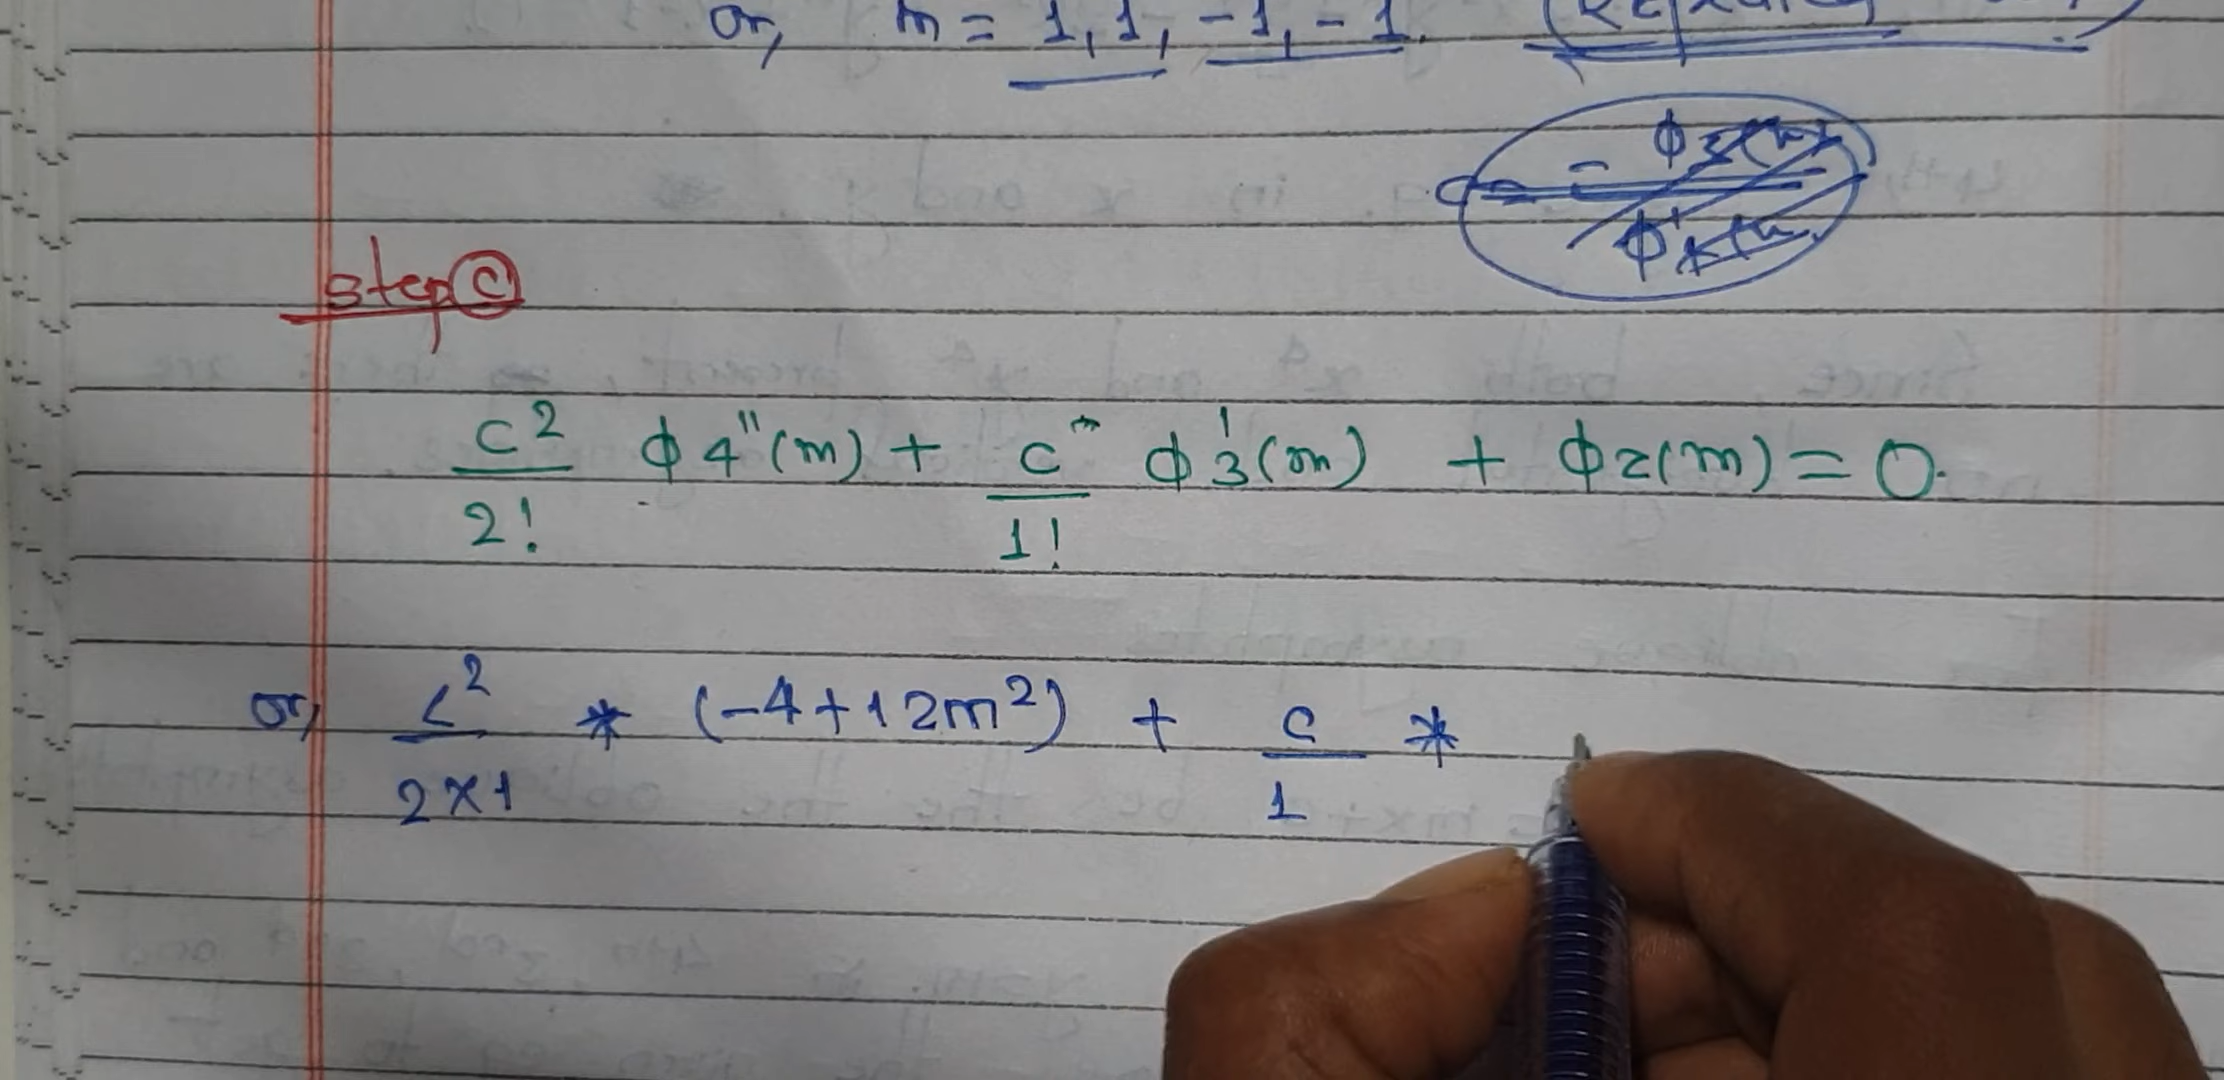 or, m = 1, 1, -1, -1.
step (c)
c²/2! φ4''(m) + c/1! φ3'(m) + φ2(m) = 0.
or, c²/2×1 * (-4+12m²) + c/1 *